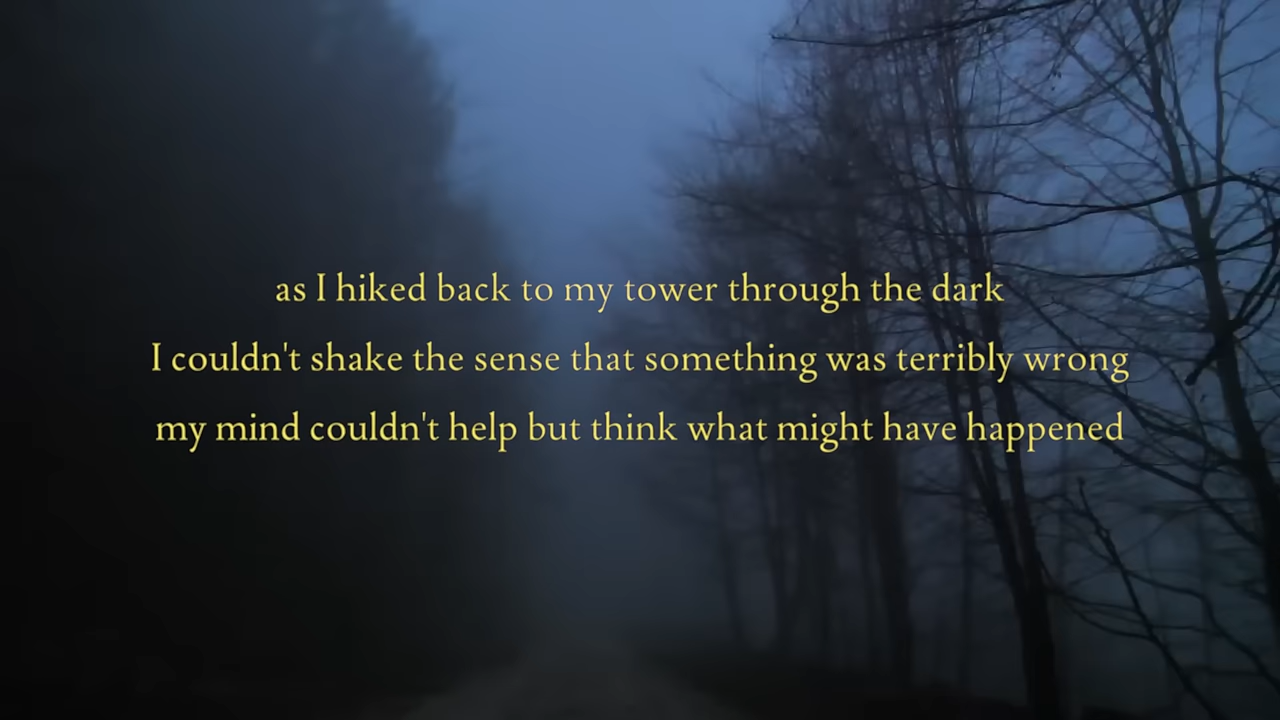 as I hiked back to my tower through the dark
I couldn't shake the sense that something was terribly wrong
my mind couldn't help but think what might have happened